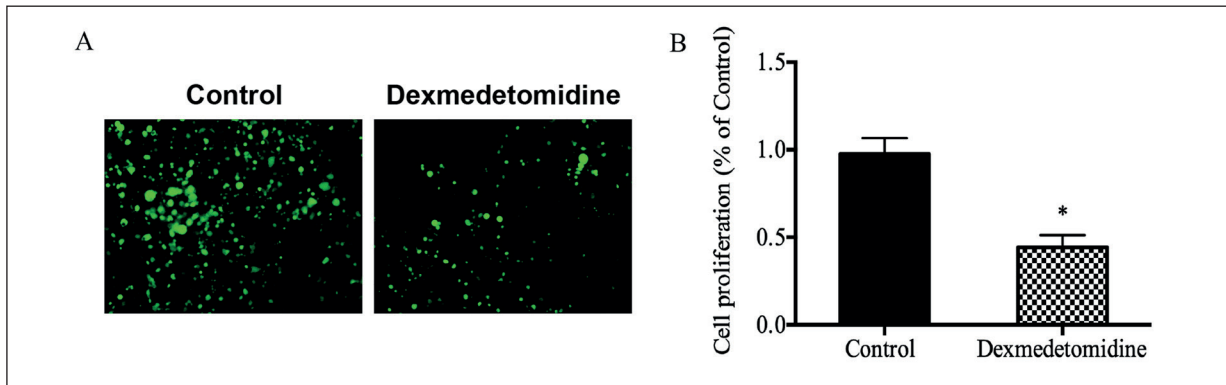 A
Control
Dexmedetomidine
B
Cell proliferation (% of Control)
1.5
1.0
0.5
0.0
*
Control
Dexmedetomidine